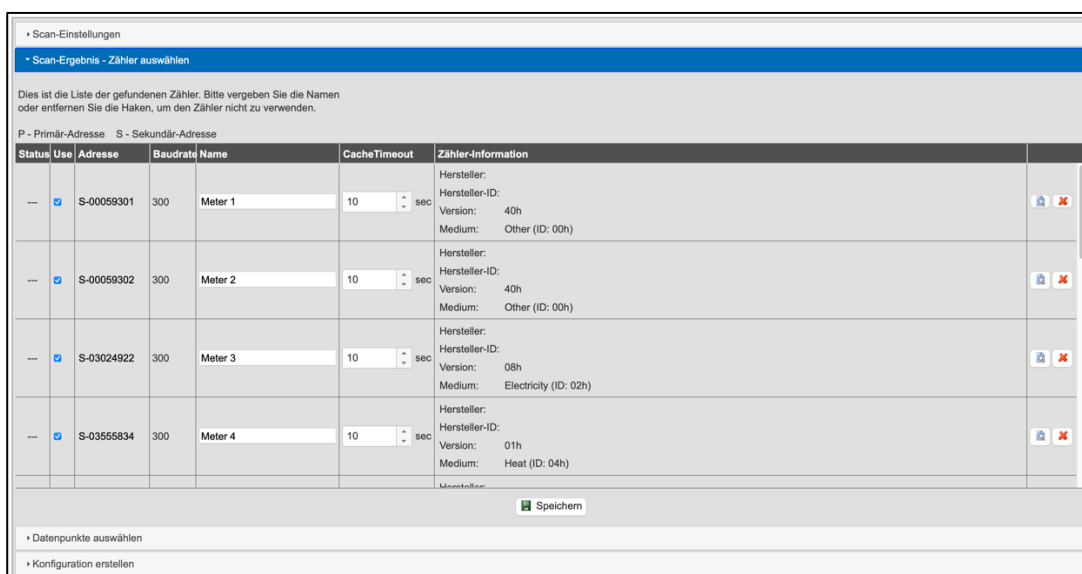 Scan-Einstellungen
Scan-Ergebnis - Zähler auswählen
Dies ist die Liste der gefundenen Zähler. Bitte vergeben Sie die Namen
oder entfernen Sie die Haken, um den Zähler nicht zu verwenden.
P - Primär-Adresse S - Sekundär-Adresse
Status Use Adresse Baudrate Name CacheTimeout Zähler-Information
Hersteller:
Hersteller-ID:
--- S-00059301 300 Meter 1 10 sec
Version: 40h
Medium: Other (ID: 00h)
Hersteller:
Hersteller-ID:
--- S-00059302 300 Meter 2 10 sec
Version: 40h
Medium: Other (ID: 00h)
Hersteller:
Hersteller-ID:
--- S-03024922 300 Meter 3 10 sec
Version: 08h
Medium: Electricity (ID: 02h)
Hersteller:
Hersteller-ID:
--- S-03555834 300 Meter 4 10 sec
Version: 01h
Medium: Heat (ID: 04h)
Hersteller:
Speichern
Datenpunkte auswählen
Konfiguration erstellen